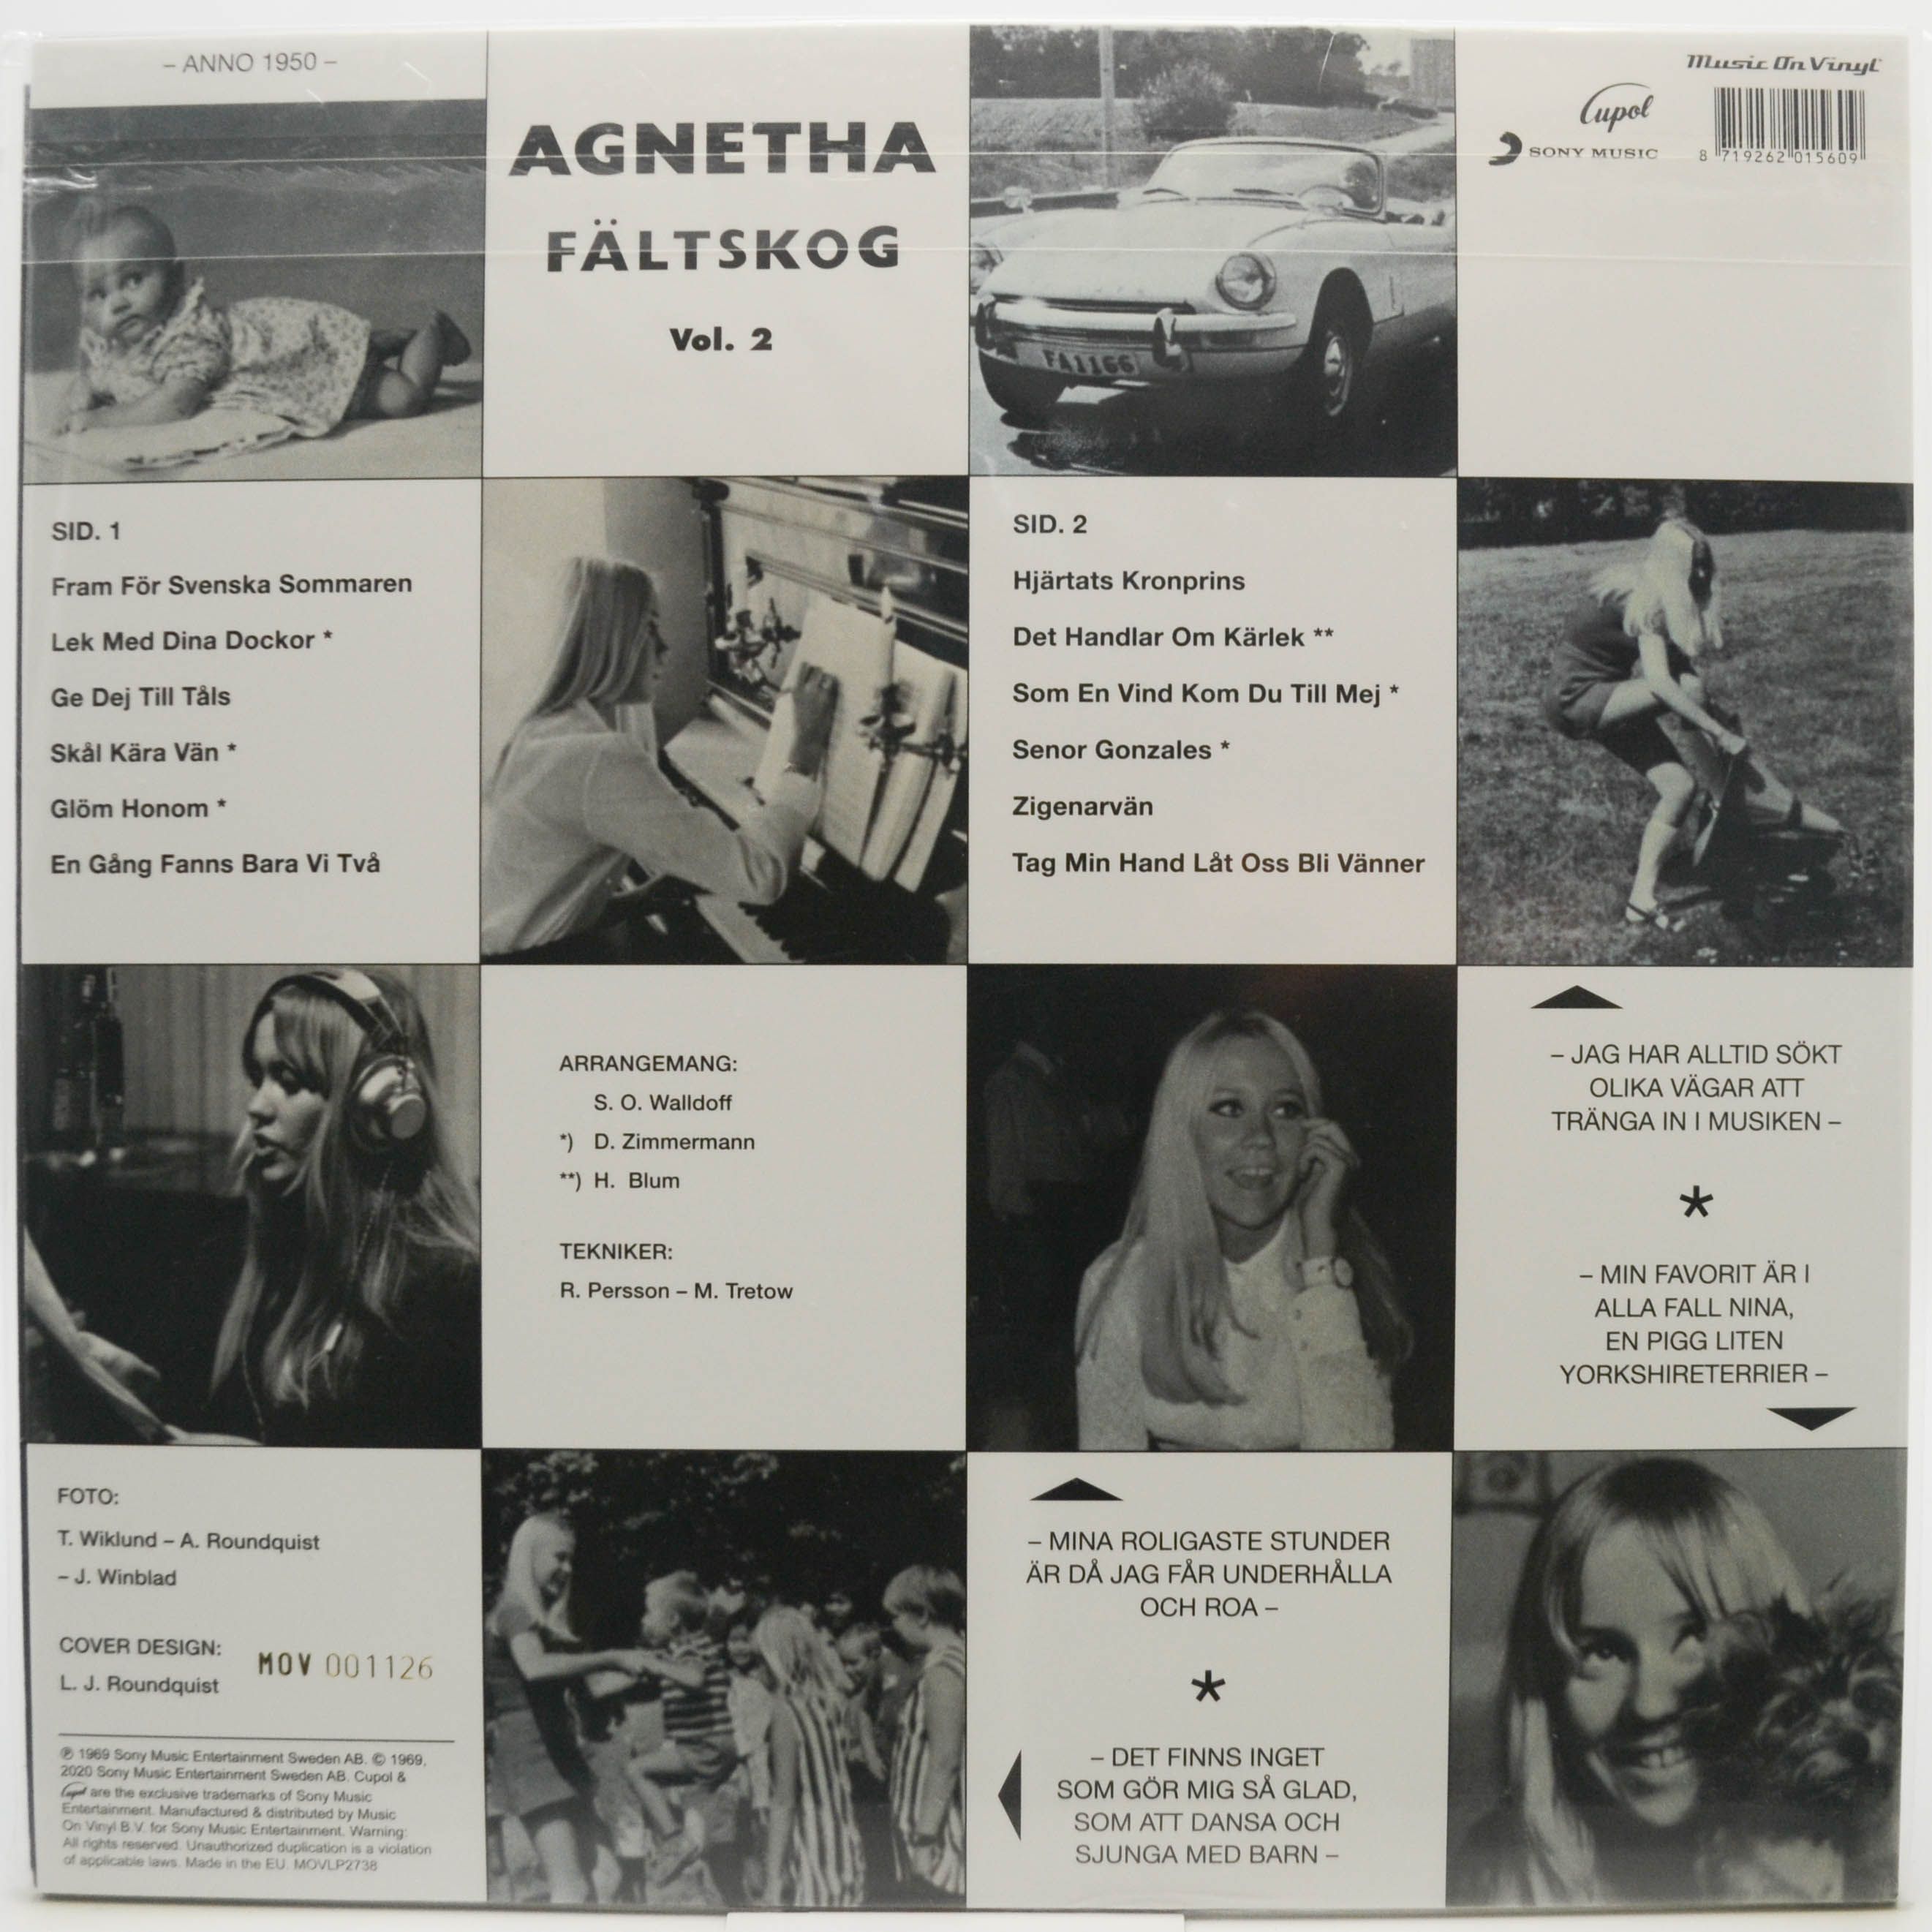 – ANNO 1950 –
AGNETHA
FÄLTSKOG
Vol. 2
FA1166
Music On Vinyl
Cupol
SONY MUSIC
8 719262 015609
SID. 1
Fram För Svenska Sommaren
Lek Med Dina Dockor *
Ge Dej Till Tåls
Skål Kära Vän *
Glöm Honom *
En Gång Fanns Bara Vi Två
SID. 2
Hjärtats Kronprins
Det Handlar Om Kärlek **
Som En Vind Kom Du Till Mej *
Senor Gonzales *
Zigenarvän
Tag Min Hand Låt Oss Bli Vänner
ARRANGEMANG:
S. O. Walldoff
*) D. Zimmermann
**) H. Blum
TEKNIKER:
R. Persson – M. Tretow
– JAG HAR ALLTID SÖKT
OLIKA VÄGAR ATT
TRÄNGA IN I MUSIKEN –
*
– MIN FAVORIT ÄR I
ALLA FALL NINA,
EN PIGG LITEN
YORKSHIRETERRIER –
FOTO:
T. Wiklund – A. Roundquist
– J. Winblad
COVER DESIGN:
L. J. Roundquist
MOV 001126
℗ 1969 Sony Music Entertainment Sweden AB. © 1969,
2020 Sony Music Entertainment Sweden AB. Cupol &
Cupol are the exclusive trademarks of Sony Music
Entertainment. Manufactured & distributed by Music
On Vinyl B.V. for Sony Music Entertainment. Warning:
All rights reserved. Unauthorized duplication is a violation
of applicable laws. Made in the EU. MOVLP2738
– MINA ROLIGASTE STUNDER
ÄR DÅ JAG FÅR UNDERHÅLLA
OCH ROA –
*
– DET FINNS INGET
SOM GÖR MIG SÅ GLAD,
SOM ATT DANSA OCH
SJUNGA MED BARN –